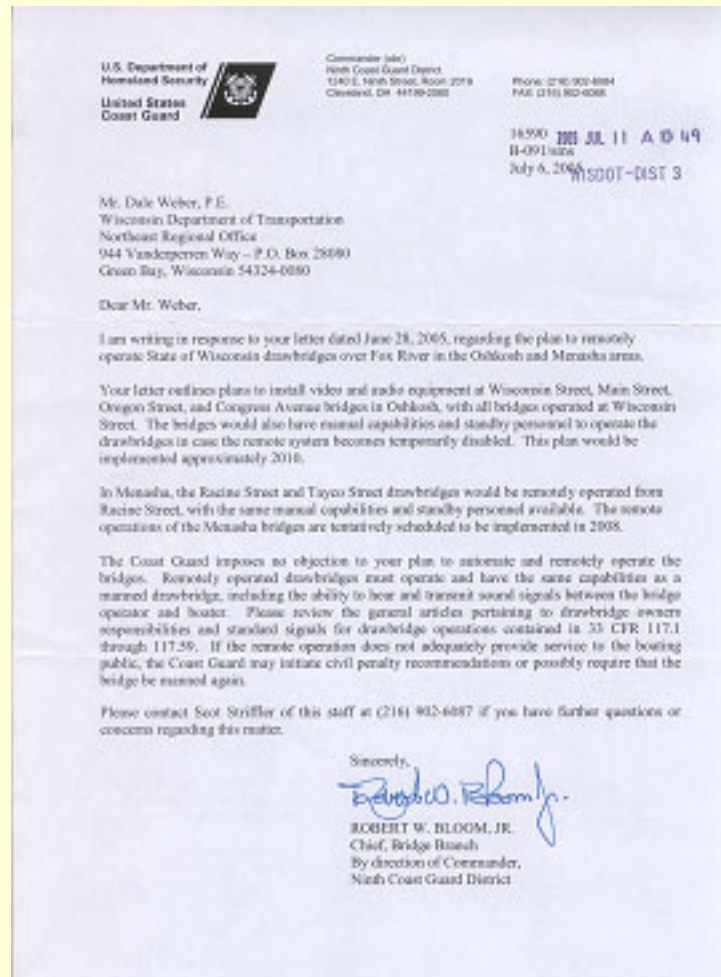 U.S. Department of
Homeland Security
United States
Coast Guard
Commander (obr)
Ninth Coast Guard District
1240 E. Ninth Street, Room 2019
Cleveland, OH 44199-2060
Phone: (216) 902-6084
FAX: (216) 902-6088
16590
2005 JUL 11 A 10 49
B-091/sms
July 6, 2005
WISDOT-DIST 3
Mr. Dale Weber, P.E.
Wisconsin Department of Transportation
Northeast Regional Office
944 Vanderperren Way – P.O. Box 28080
Green Bay, Wisconsin 54324-0080
Dear Mr. Weber,
I am writing in response to your letter dated June 28, 2005, regarding the plan to remotely
operate State of Wisconsin drawbridges over Fox River in the Oshkosh and Menasha areas.
Your letter outlines plans to install video and audio equipment at Wisconsin Street, Main Street,
Oregon Street, and Congress Avenue bridges in Oshkosh, with all bridges operated at Wisconsin
Street. The bridges would also have manual capabilities and standby personnel to operate the
drawbridges in case the remote system becomes temporarily disabled. This plan would be
implemented approximately 2010.
In Menasha, the Racine Street and Tayco Street drawbridges would be remotely operated from
Racine Street, with the same manual capabilities and standby personnel available. The remote
operations of the Menasha bridges are tentatively scheduled to be implemented in 2008.
The Coast Guard imposes no objection to your plan to automate and remotely operate the
bridges. Remotely operated drawbridges must operate and have the same capabilities as a
manned drawbridge, including the ability to hear and transmit sound signals between the bridge
operator and boater. Please review the general articles pertaining to drawbridge owners
responsibilities and standard signals for drawbridge operations contained in 33 CFR 117.1
through 117.59. If the remote operation does not adequately provide service to the boating
public, the Coast Guard may initiate civil penalty recommendations or possibly require that the
bridge be manned again.
Please contact Scot Striffler of this staff at (216) 902-6087 if you have further questions or
concerns regarding this matter.
Sincerely,
Robert W. Bloom Jr.
ROBERT W. BLOOM, JR.
Chief, Bridge Branch
By direction of Commander,
Ninth Coast Guard District